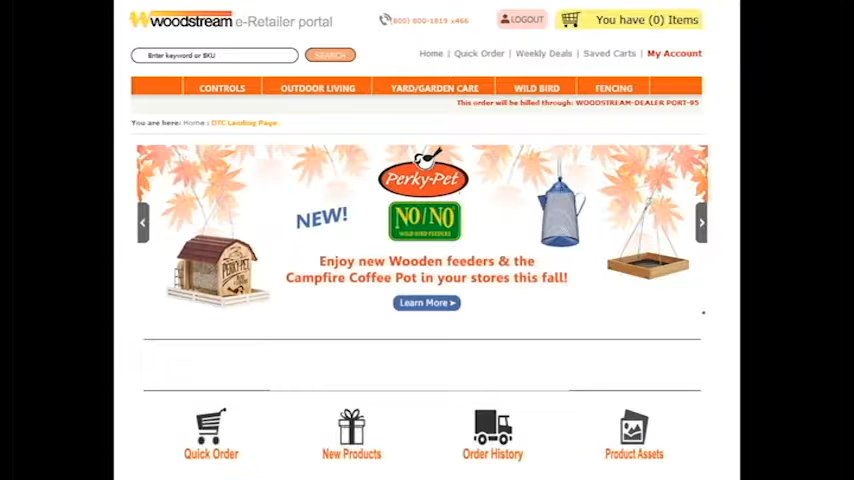 woodstream e-Retailer portal
(800) 800-1819 x466
LOGOUT
You have (0) Items
Enter keyword or SKU
SEARCH
Home | Quick Order | Weekly Deals | Saved Carts | My Account
CONTROLS
OUTDOOR LIVING
YARD/GARDEN CARE
WILD BIRD
FENCING
This order will be billed through: WOODSTREAM-DEALER PORT-95
You are here: Home : DTC Landing Page
Perky-Pet
NEW!
NO/NO
WILD BIRD FEEDERS
PERKY-PET
Enjoy new Wooden feeders & the
Campfire Coffee Pot in your stores this fall!
Learn More
Quick Order
New Products
Order History
Product Assets